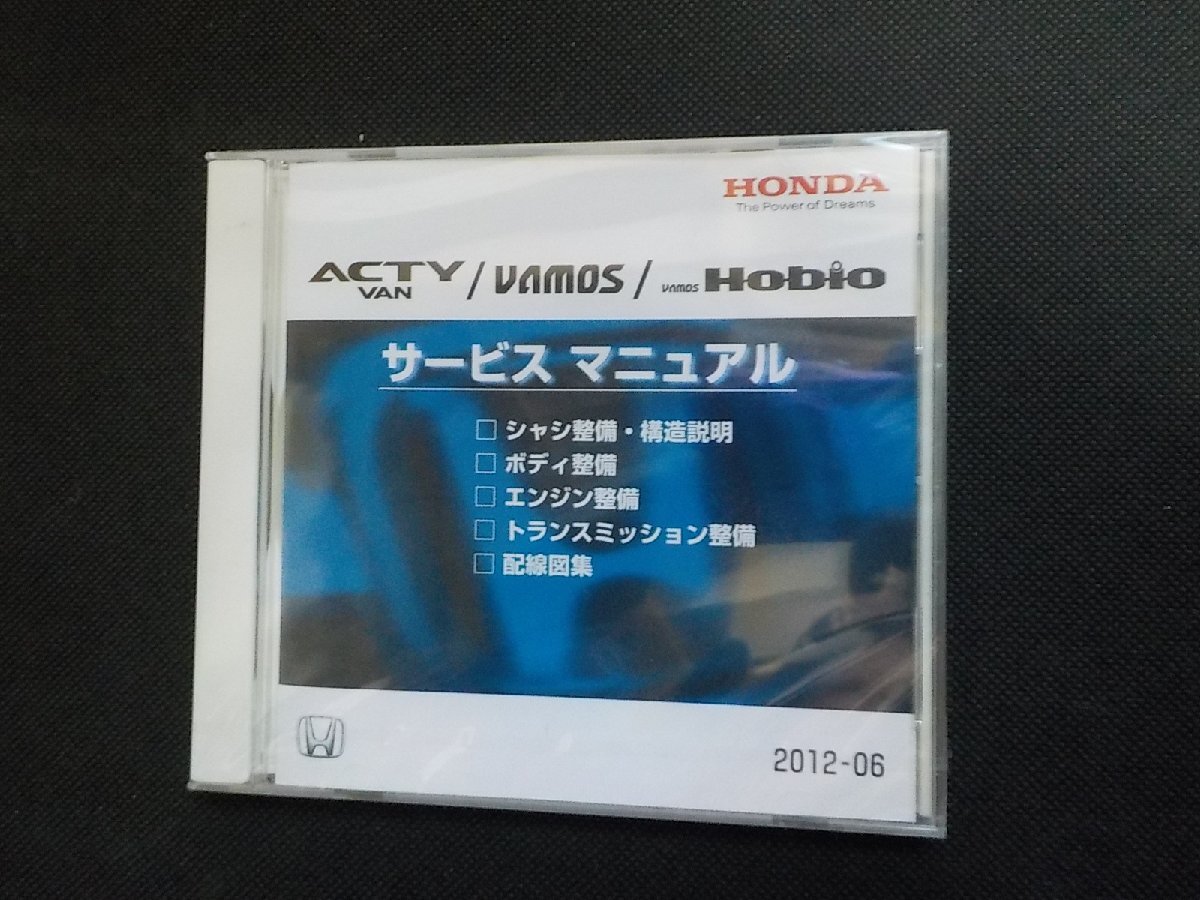 HONDA
The Power of Dreams
ACTY VAN / VAMOS / VAMOS Hobio
サービス マニュアル
□ シャシ整備・構造説明
□ ボディ整備
□ エンジン整備
□ トランスミッション整備
□ 配線図集
2012-06